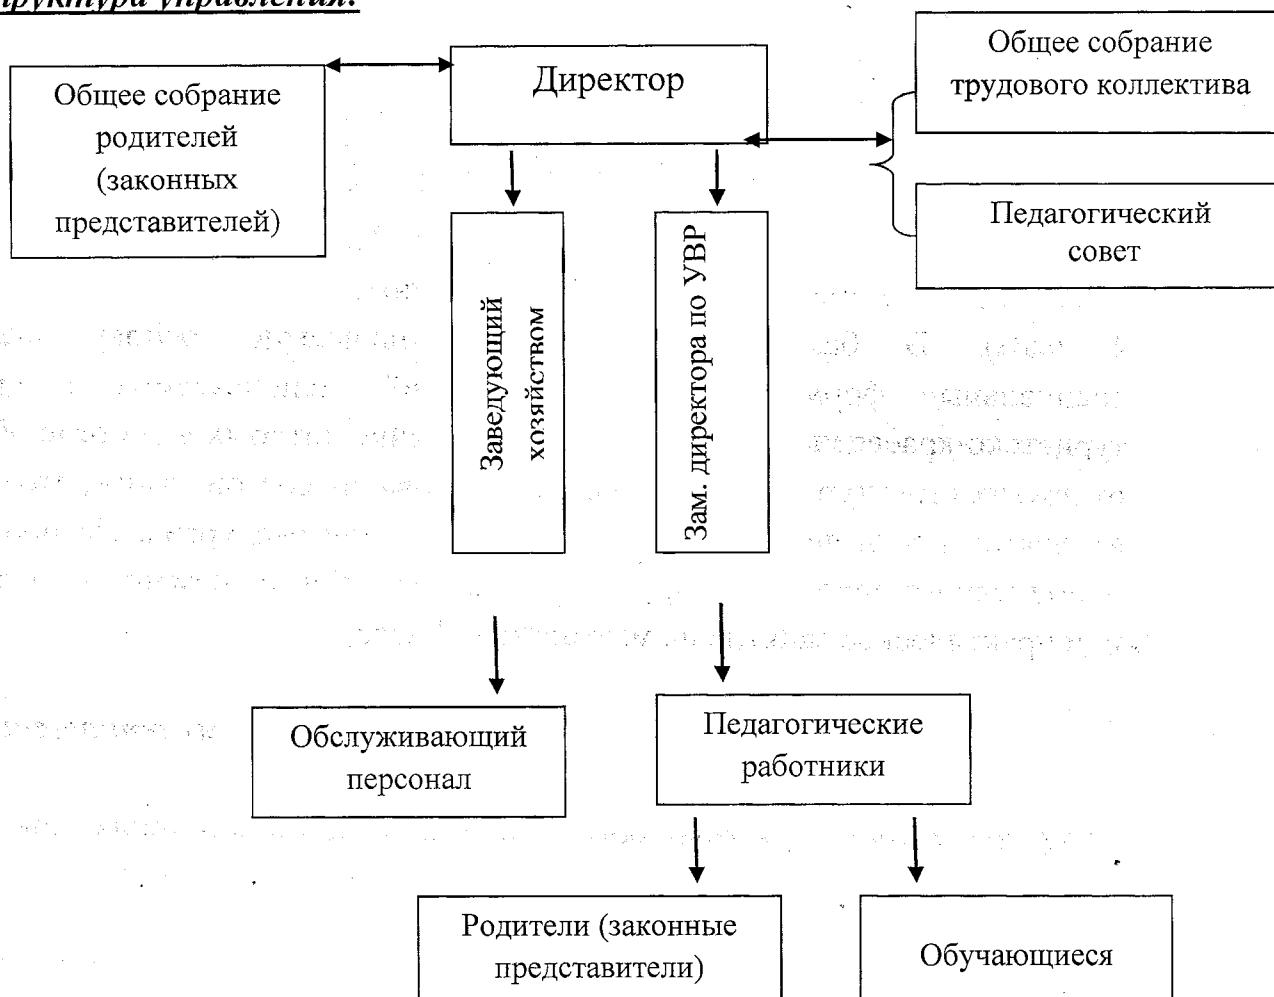 труктура управления:
Директор
Общее собрание
родителей
(законных
представителей)
Общее собрание
трудового коллектива
Педагогический
совет
Заведующий
хозяйством
Зам. директора по УВР
Обслуживающий
персонал
Педагогические
работники
Родители (законные
представители)
Обучающиеся